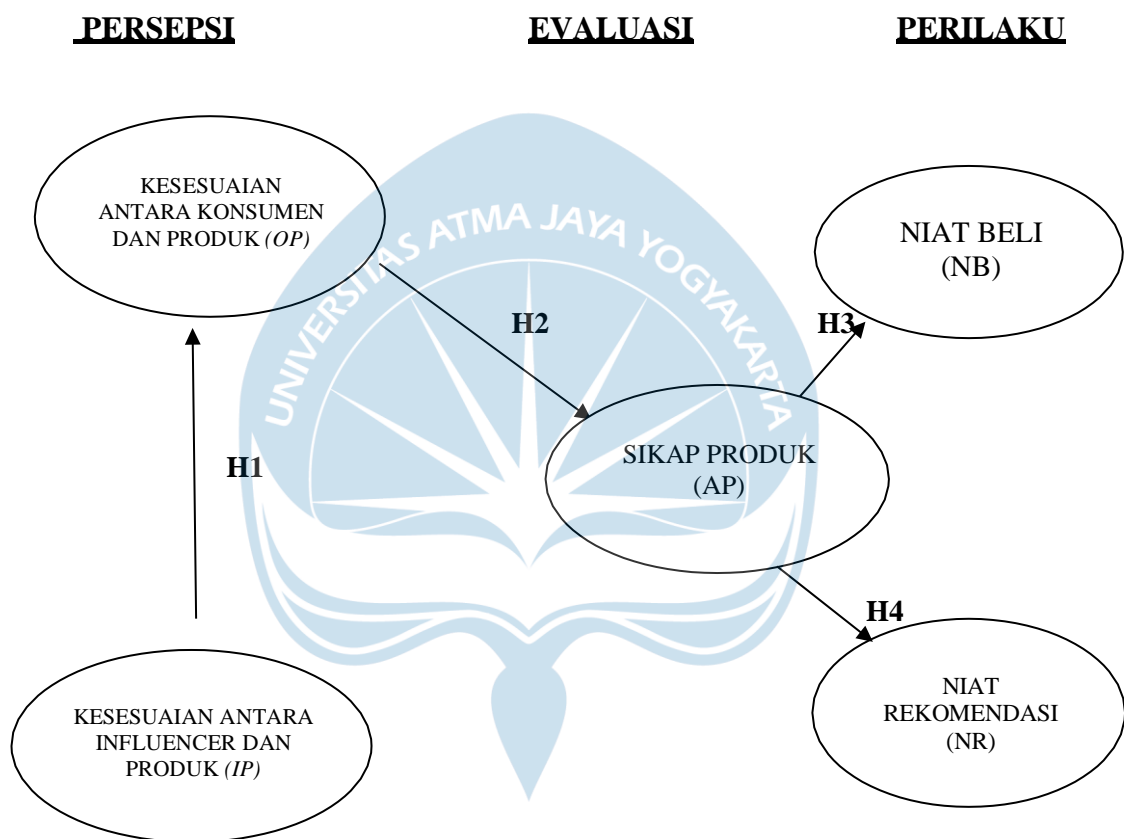 PERSEPSI
EVALUASI
PERILAKU
KESESUAIAN
ANTARA KONSUMEN
DAN PRODUK (OP)
UNIVERSITAS ATMA JAYA YOGYAKARTA
NIAT BELI
(NB)
H2
H3
H1
SIKAP PRODUK
(AP)
H4
KESESUAIAN ANTARA
INFLUENCER DAN
PRODUK (IP)
NIAT
REKOMENDASI
(NR)